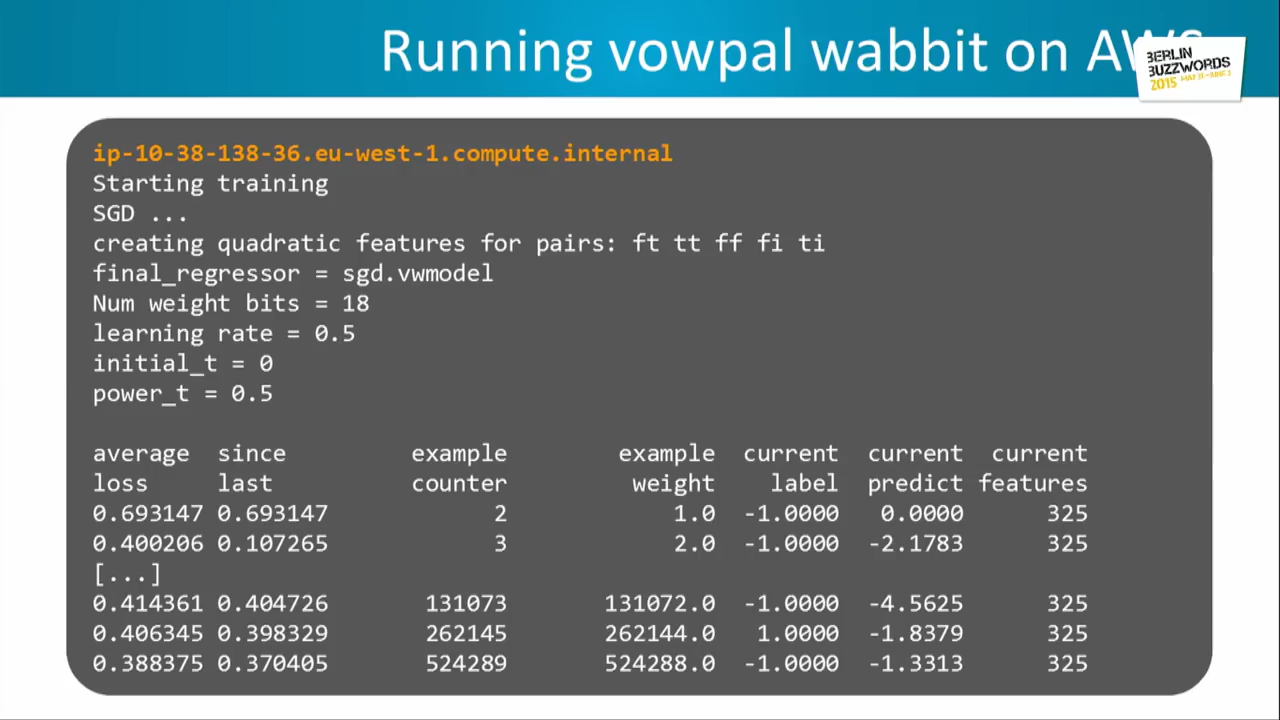 Running vowpal wabbit on AWS
BERLIN
BUZZWORDS
2015
ip-10-38-138-36.eu-west-1.compute.internal
Starting training
SGD ...
creating quadratic features for pairs: ft tt ff fi ti
final_regressor = sgd.vwmodel
Num weight bits = 18
learning rate = 0.5
initial_t = 0
power_t = 0.5
average since example example current current current
loss last counter weight label predict features
0.693147 0.693147 2 1.0 -1.0000 0.0000 325
0.400206 0.107265 3 2.0 -1.0000 -2.1783 325
[...]
0.414361 0.404726 131073 131072.0 -1.0000 -4.5625 325
0.406345 0.398329 262145 262144.0 1.0000 -1.8379 325
0.388375 0.370405 524289 524288.0 -1.0000 -1.3313 325